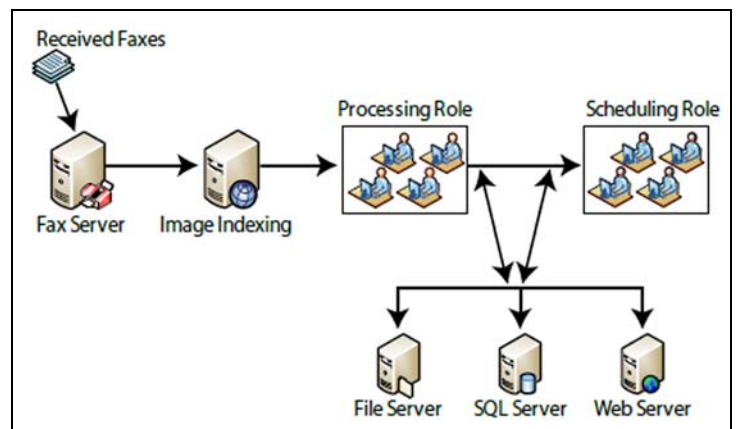 Received Faxes
Processing Role
Scheduling Role
Fax Server
Image Indexing
File Server
SQL Server
Web Server